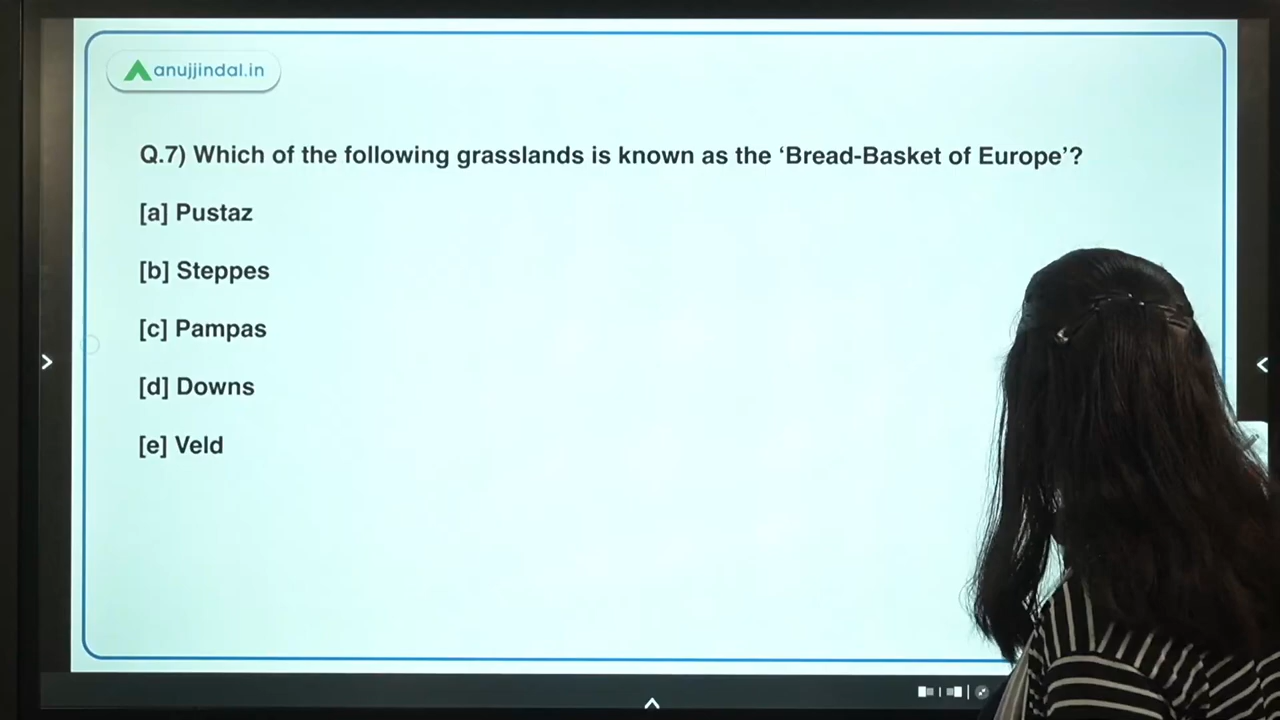 anujjindal.in
Q.7) Which of the following grasslands is known as the ‘Bread-Basket of Europe’?
[a] Pustaz
[b] Steppes
[c] Pampas
[d] Downs
[e] Veld